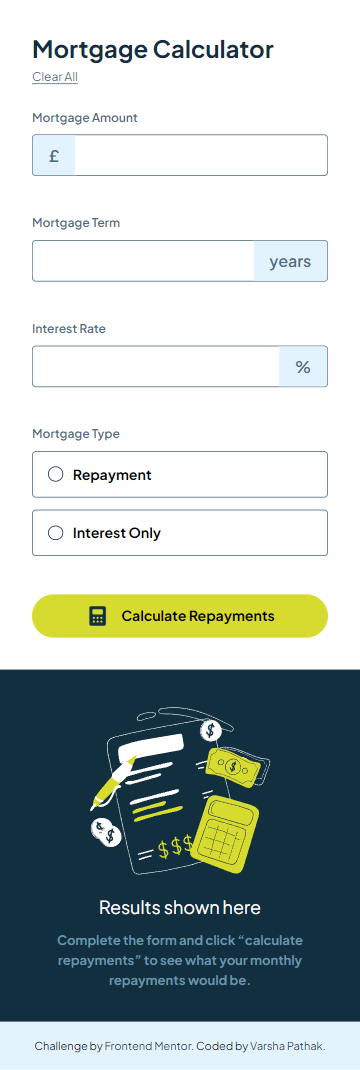 Mortgage Calculator
Clear All
Mortgage Amount
£
Mortgage Term
years
Interest Rate
%
Mortgage Type
Repayment
Interest Only
Calculate Repayments
$
$
$
$
$$$
Results shown here
Complete the form and click “calculate
repayments” to see what your monthly
repayments would be.
Challenge by Frontend Mentor. Coded by Varsha Pathak.